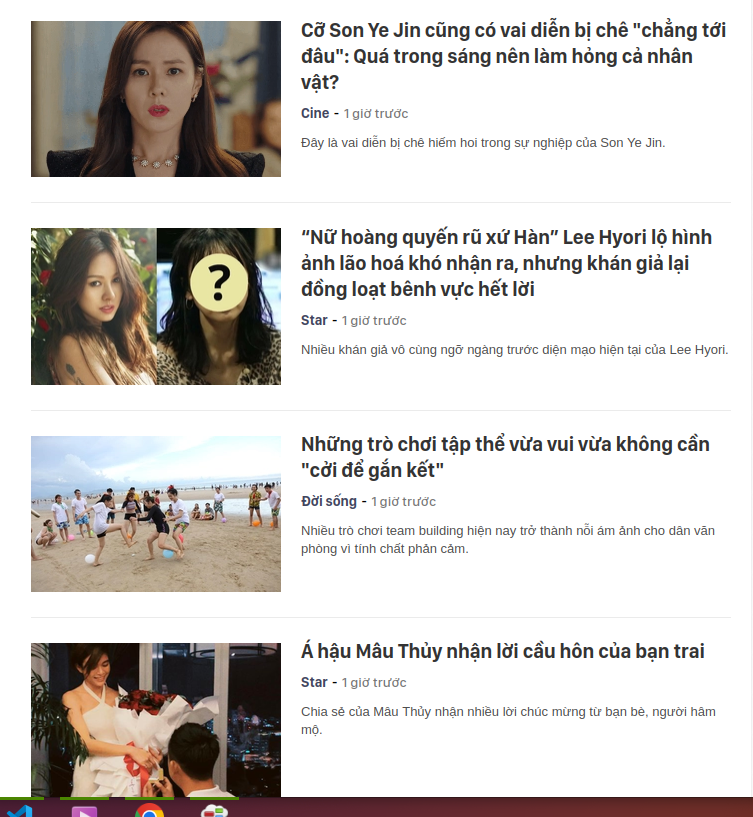 Cỡ Son Ye Jin cũng có vai diễn bị chê "chẳng tới
đâu": Quá trong sáng nên làm hỏng cả nhân
vật?
Cine - 1 giờ trước
Đây là vai diễn bị chê hiếm hoi trong sự nghiệp của Son Ye Jin.
“Nữ hoàng quyến rũ xứ Hàn” Lee Hyori lộ hình
ảnh lão hoá khó nhận ra, nhưng khán giả lại
đồng loạt bênh vực hết lời
?
Star - 1 giờ trước
Nhiều khán giả vô cùng ngỡ ngàng trước diện mạo hiện tại của Lee Hyori.
Những trò chơi tập thể vừa vui vừa không cần
"cởi để gắn kết"
Đời sống - 1 giờ trước
Nhiều trò chơi team building hiện nay trở thành nỗi ám ảnh cho dân văn
phòng vì tính chất phản cảm.
Á hậu Mâu Thủy nhận lời cầu hôn của bạn trai
Star - 1 giờ trước
Chia sẻ của Mâu Thủy nhận nhiều lời chúc mừng từ bạn bè, người hâm
mộ.